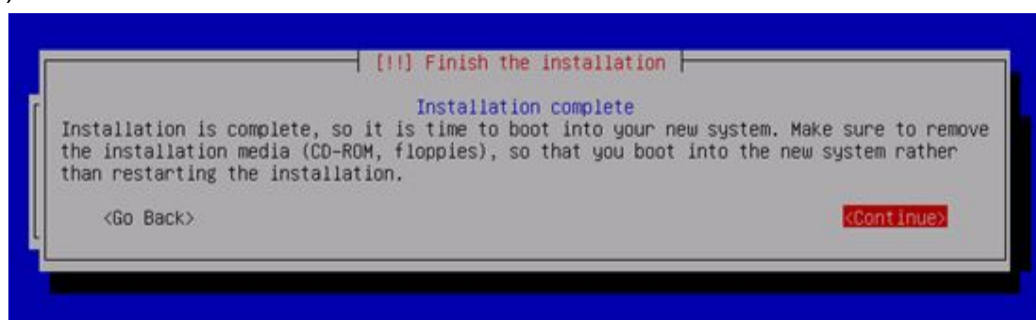 [!!] Finish the installation
Installation complete
Installation is complete, so it is time to boot into your new system. Make sure to remove
the installation media (CD-ROM, floppies), so that you boot into the new system rather
than restarting the installation.
<Go Back> <Continue>